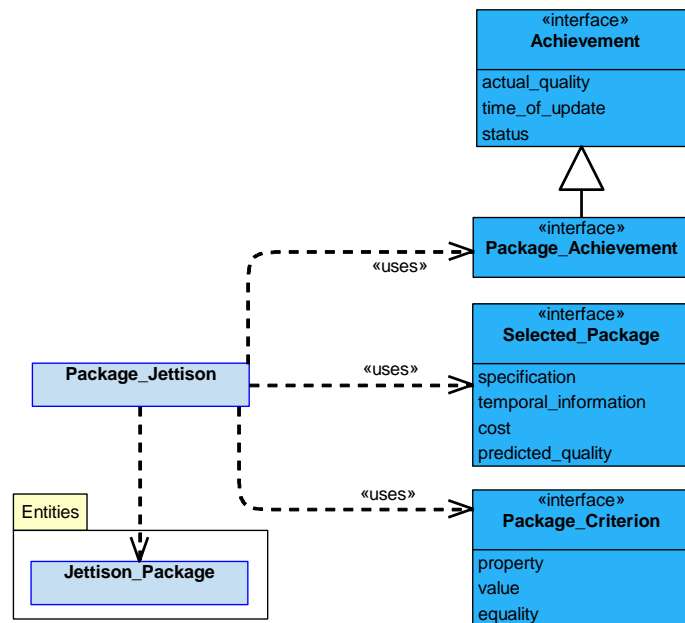 «interface»
Achievement
actual_quality
time_of_update
status
«interface»
Package_Achievement
«uses»
«interface»
Selected_Package
specification
temporal_information
cost
predicted_quality
Package_Jettison
«uses»
«uses»
«interface»
Package_Criterion
property
value
equality
Entities
Jettison_Package